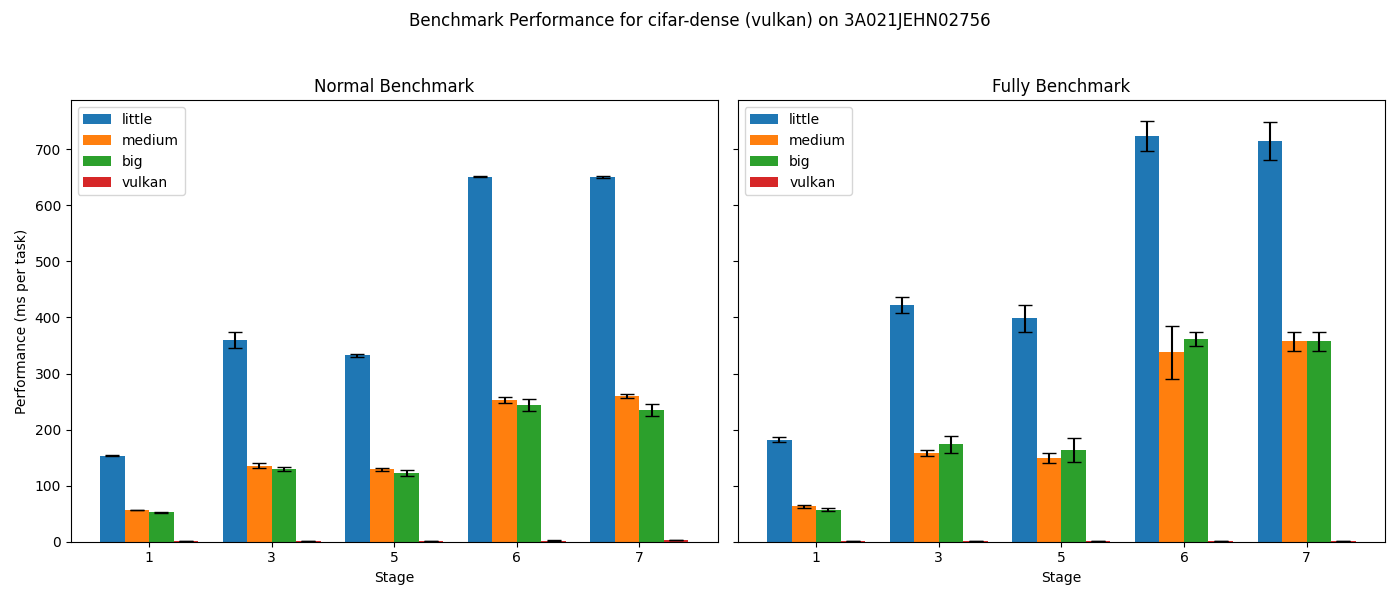 Benchmark Performance for cifar-dense (vulkan) on 3A021JEHN02756
Normal Benchmark
little
medium
big
vulkan
700
600
500
400
300
200
100
0
Performance (ms per task)
1 3 5 6 7
Stage
Fully Benchmark
little
medium
big
vulkan
1 3 5 6 7
Stage